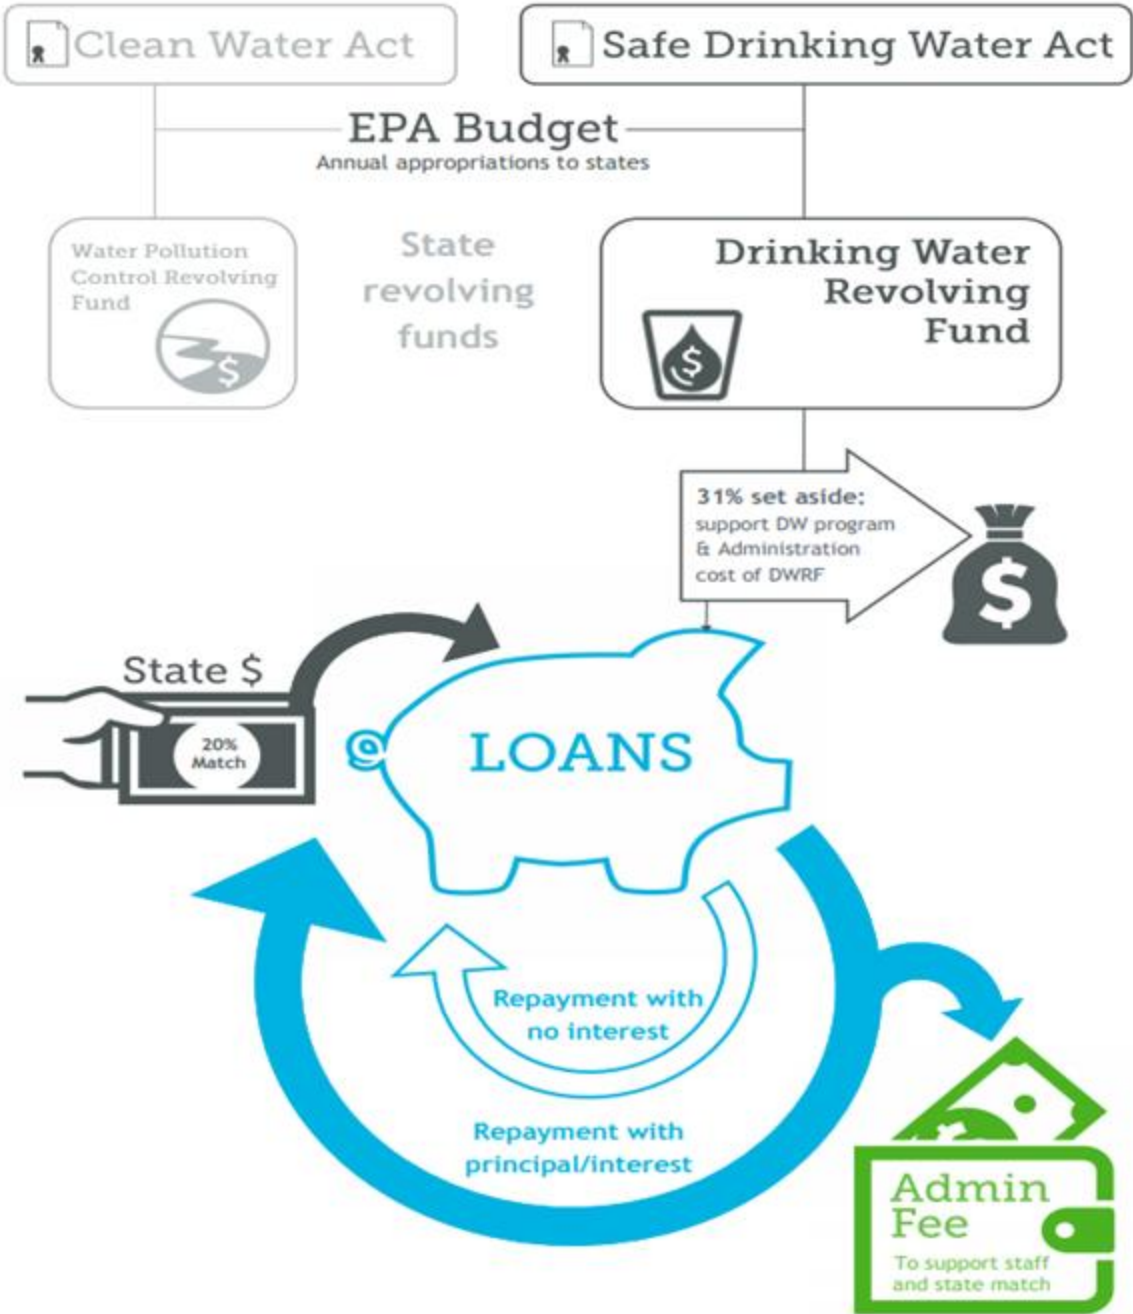 Clean Water Act
Safe Drinking Water Act
EPA Budget
Annual appropriations to states
Water Pollution
Control Revolving
Fund
$
State
revolving
funds
Drinking Water
Revolving
Fund
$
31% set aside:
support DW program
& Administration
cost of DWRF
$
State $
20%
Match
LOANS
Repayment with
no interest
Repayment with
principal/interest
Admin
Fee
To support staff
and state match